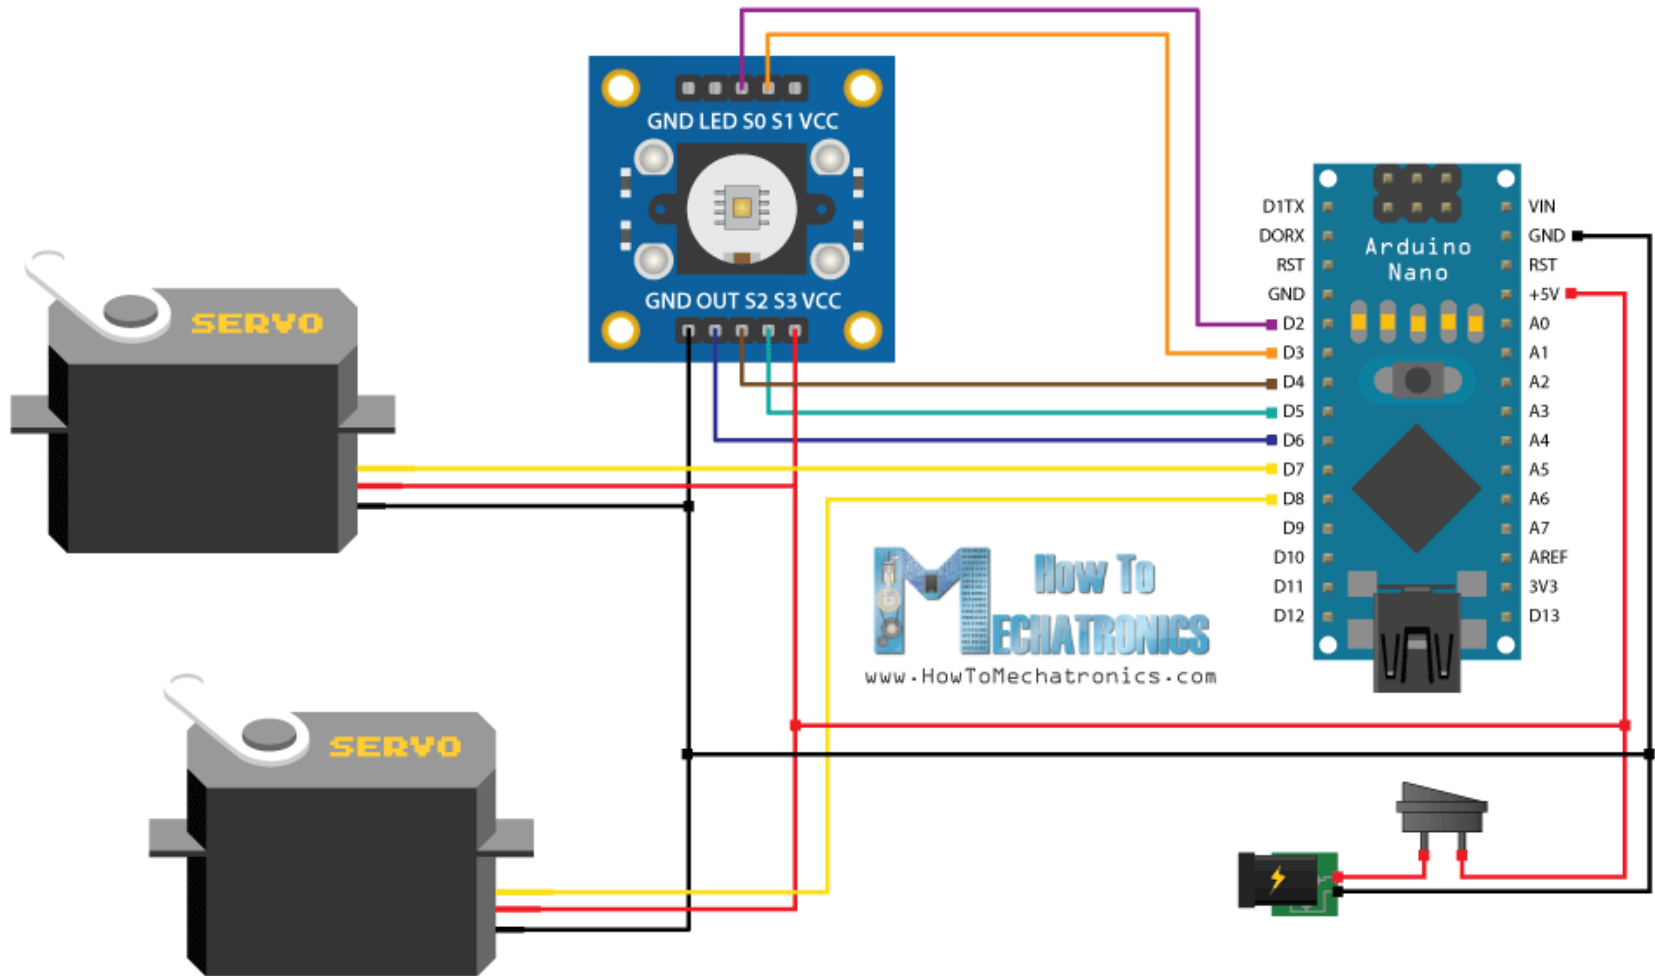 GND LED S0 S1 VCC
GND OUT S2 S3 VCC
SERVO
SERVO
D1TX
DORX
RST
GND
D2
D3
D4
D5
D6
D7
D8
D9
D10
D11
D12
Arduino
Nano
VIN
GND
RST
+5V
A0
A1
A2
A3
A4
A5
A6
A7
AREF
3V3
D13
How To
MECHATRONICS
www.HowToMechatronics.com